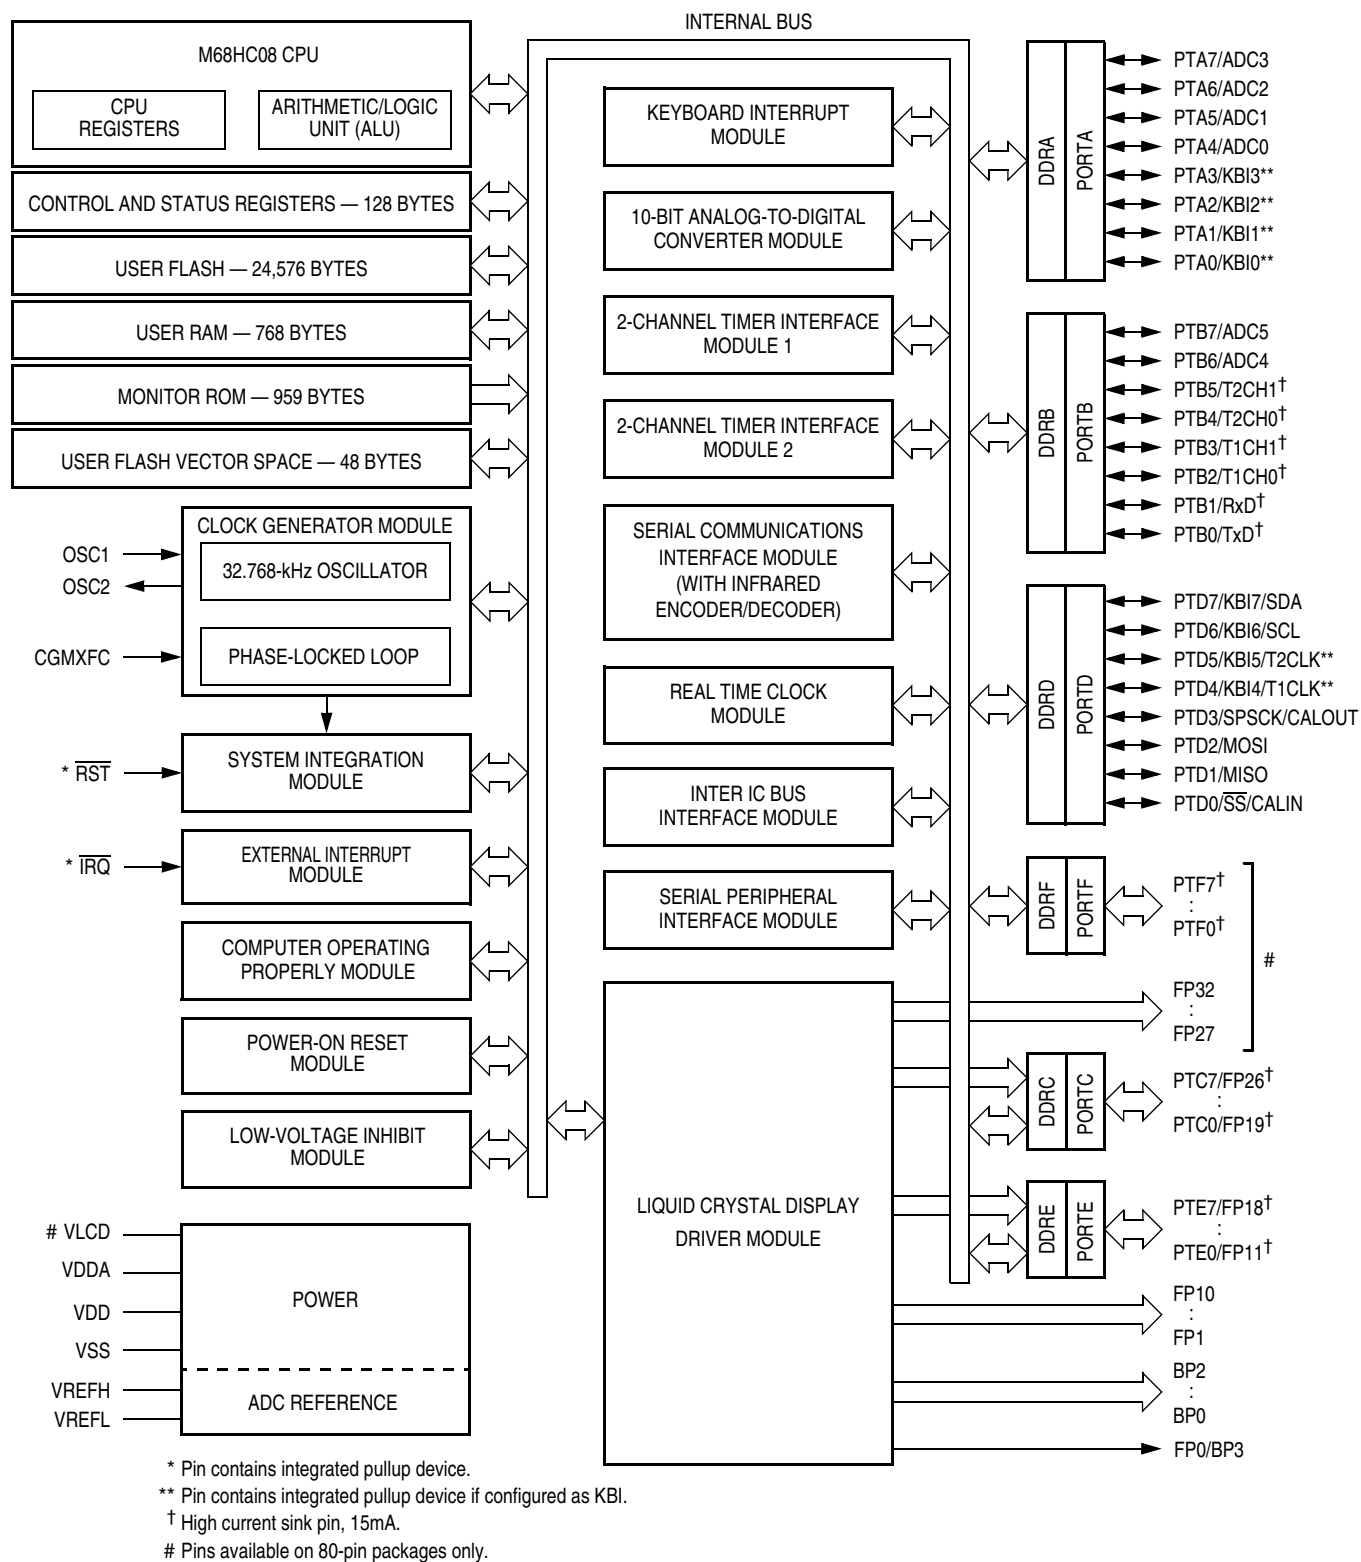 INTERNAL BUS
M68HC08 CPU
CPU
REGISTERS
ARITHMETIC/LOGIC
UNIT (ALU)
CONTROL AND STATUS REGISTERS — 128 BYTES
USER FLASH — 24,576 BYTES
USER RAM — 768 BYTES
MONITOR ROM — 959 BYTES
USER FLASH VECTOR SPACE — 48 BYTES
CLOCK GENERATOR MODULE
32.768-kHz OSCILLATOR
PHASE-LOCKED LOOP
OSC1
OSC2
CGMXFC
SYSTEM INTEGRATION
MODULE
* RST
EXTERNAL INTERRUPT
MODULE
* IRQ
COMPUTER OPERATING
PROPERLY MODULE
POWER-ON RESET
MODULE
LOW-VOLTAGE INHIBIT
MODULE
# VLCD
VDDA
VDD
VSS
VREFH
VREFL
POWER
ADC REFERENCE
KEYBOARD INTERRUPT
MODULE
10-BIT ANALOG-TO-DIGITAL
CONVERTER MODULE
2-CHANNEL TIMER INTERFACE
MODULE 1
2-CHANNEL TIMER INTERFACE
MODULE 2
SERIAL COMMUNICATIONS
INTERFACE MODULE
(WITH INFRARED
ENCODER/DECODER)
REAL TIME CLOCK
MODULE
INTER IC BUS
INTERFACE MODULE
SERIAL PERIPHERAL
INTERFACE MODULE
LIQUID CRYSTAL DISPLAY
DRIVER MODULE
DDRA
PORTA
PTA7/ADC3
PTA6/ADC2
PTA5/ADC1
PTA4/ADC0
PTA3/KBI3**
PTA2/KBI2**
PTA1/KBI1**
PTA0/KBI0**
DDRB
PORTB
PTB7/ADC5
PTB6/ADC4
PTB5/T2CH1†
PTB4/T2CH0†
PTB3/T1CH1†
PTB2/T1CH0†
PTB1/RxD†
PTB0/TxD†
DDRD
PORTD
PTD7/KBI7/SDA
PTD6/KBI6/SCL
PTD5/KBI5/T2CLK**
PTD4/KBI4/T1CLK**
PTD3/SPSCK/CALOUT
PTD2/MOSI
PTD1/MISO
PTD0/SS/CALIN
DDRF
PORTF
PTF7†
:
PTF0†
#
FP32
:
FP27
DDRC
PORTC
PTC7/FP26†
:
PTC0/FP19†
DDRE
PORTE
PTE7/FP18†
:
PTE0/FP11†
FP10
:
FP1
BP2
:
BP0
FP0/BP3
* Pin contains integrated pullup device.
** Pin contains integrated pullup device if configured as KBI.
† High current sink pin, 15mA.
# Pins available on 80-pin packages only.